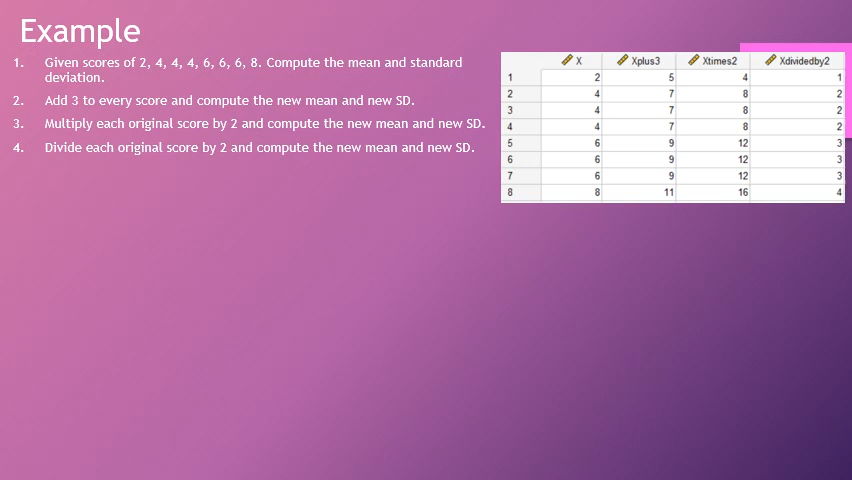 Example
1. Given scores of 2, 4, 4, 4, 6, 6, 6, 8. Compute the mean and standard
deviation.
2. Add 3 to every score and compute the new mean and new SD.
3. Multiply each original score by 2 and compute the new mean and new SD.
4. Divide each original score by 2 and compute the new mean and new SD.
X Xplus3 Xtimes2 Xdividedby2
1 2 5 4 1
2 4 7 8 2
3 4 7 8 2
4 4 7 8 2
5 6 9 12 3
6 6 9 12 3
7 6 9 12 3
8 8 11 16 4